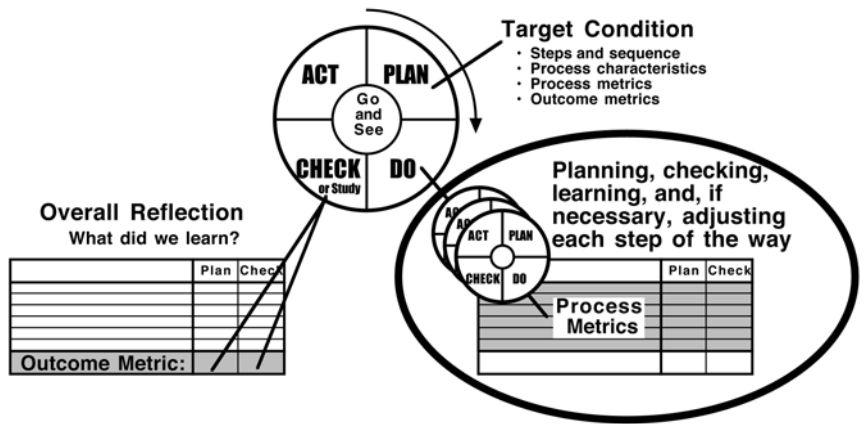 Target Condition
· Steps and sequence
· Process characteristics
· Process metrics
· Outcome metrics
ACT
PLAN
Go
and
See
CHECK
or Study
DO
Planning, checking,
learning, and, if
necessary, adjusting
each step of the way
Overall Reflection
What did we learn?
Plan
Check
Outcome Metric:
AC
AC
ACT
PLAN
CHECK
DO
Plan
Check
Process
Metrics